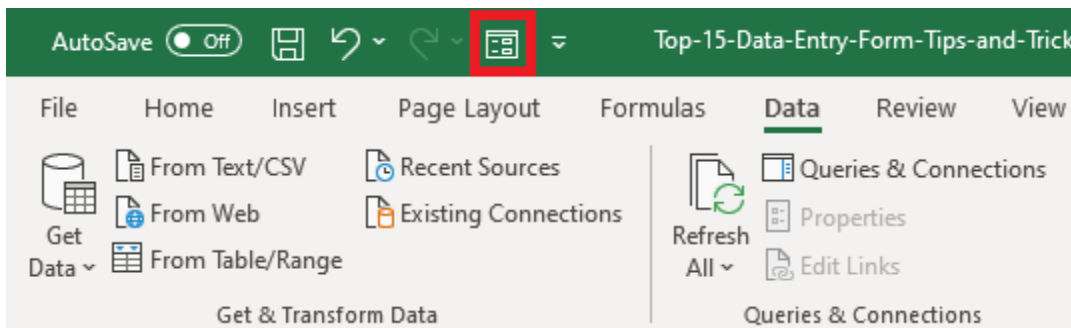 AutoSave Off Top-15-Data-Entry-Form-Tips-and-Trick
File Home Insert Page Layout Formulas Data Review View
From Text/CSV
From Web
From Table/Range
Get
Data
Recent Sources
Existing Connections
Get & Transform Data
Refresh
All
Queries & Connections
Properties
Edit Links
Queries & Connections